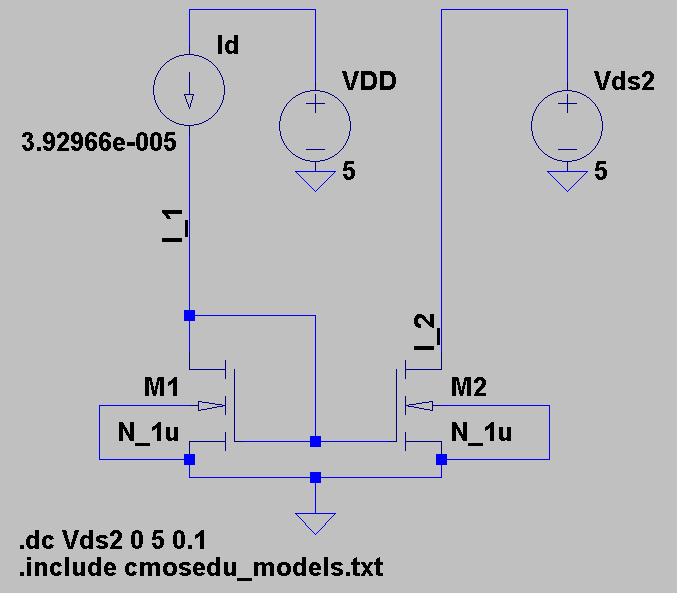 Id
VDD
Vds2
3.92966e-005
5
5
I_1
I_2
M1
M2
N_1u
N_1u
.dc Vds2 0 5 0.1
.include cmosedu_models.txt